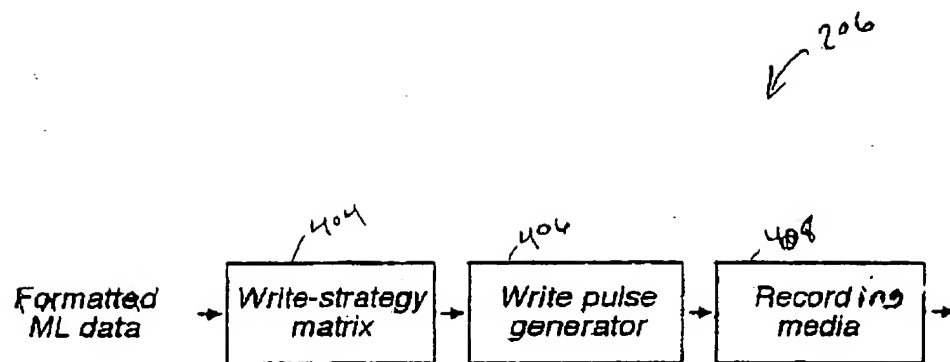 206
404
406
408
Formatted
ML data
Write-strategy
matrix
Write pulse
generator
Recording
media